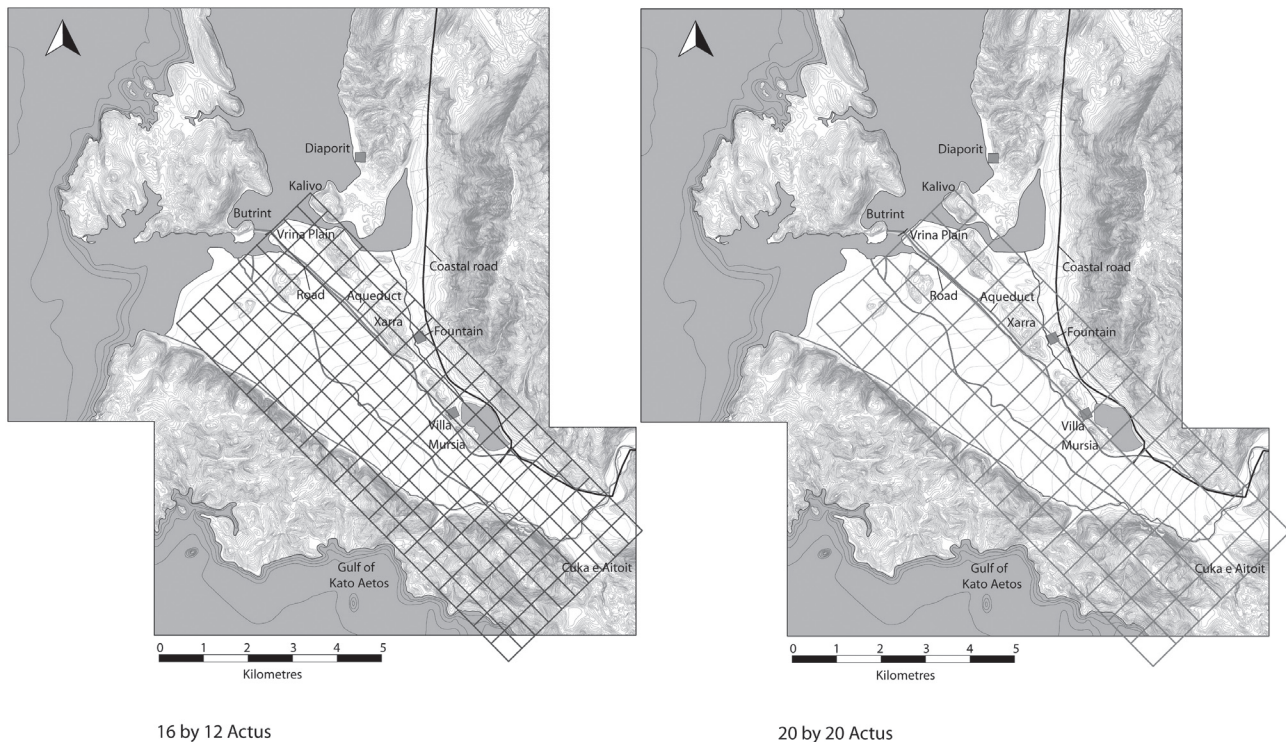 Diaporit
Kalivo
Butrint
Vrina Plain
Coastal road
Road
Aqueduct
Xarra
Fountain
Villa
Mursia
Gulf of
Kato Aetos
Cuka e Aitoit
0 1 2 3 4 5
Kilometres
16 by 12 Actus
Diaporit
Kalivo
Butrint
Vrina Plain
Coastal road
Road
Aqueduct
Xarra
Fountain
Villa
Mursia
Gulf of
Kato Aetos
Cuka e Aitoit
0 1 2 3 4 5
Kilometres
20 by 20 Actus